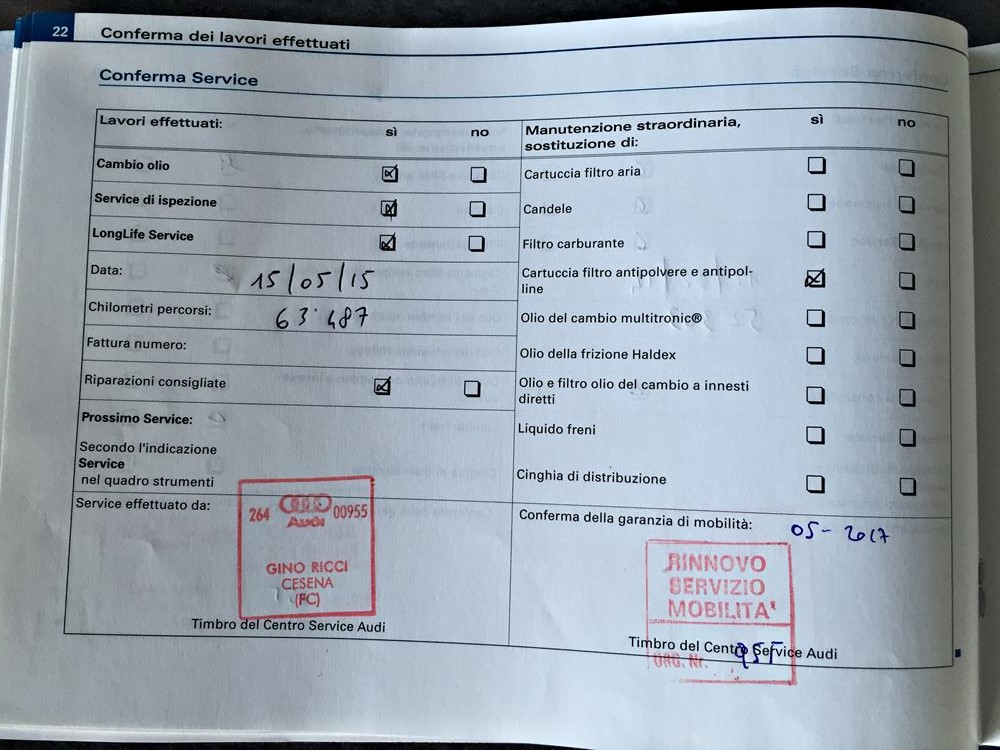 22
Conferma dei lavori effettuati
Conferma Service
Lavori effettuati: sì no
Cambio olio
Service di ispezione
LongLife Service
Data: 15/05/15
Chilometri percorsi: 63'487
Fattura numero:
Riparazioni consigliate
Prossimo Service:
Secondo l'indicazione
Service
nel quadro strumenti
Service effettuato da:
264 Audi 00955
GINO RICCI
CESENA
(FC)
Timbro del Centro Service Audi
Manutenzione straordinaria, sì no
sostituzione di:
Cartuccia filtro aria
Candele
Filtro carburante
Cartuccia filtro antipolvere e antipol-
line
Olio del cambio multitronic®
Olio della frizione Haldex
Olio e filtro olio del cambio a innesti
diretti
Liquido freni
Cinghia di distribuzione
Conferma della garanzia di mobilità: 05-2017
RINNOVO
SERVIZIO
MOBILITA'
Timbro del Centro Service Audi
ORG. Nr. 955